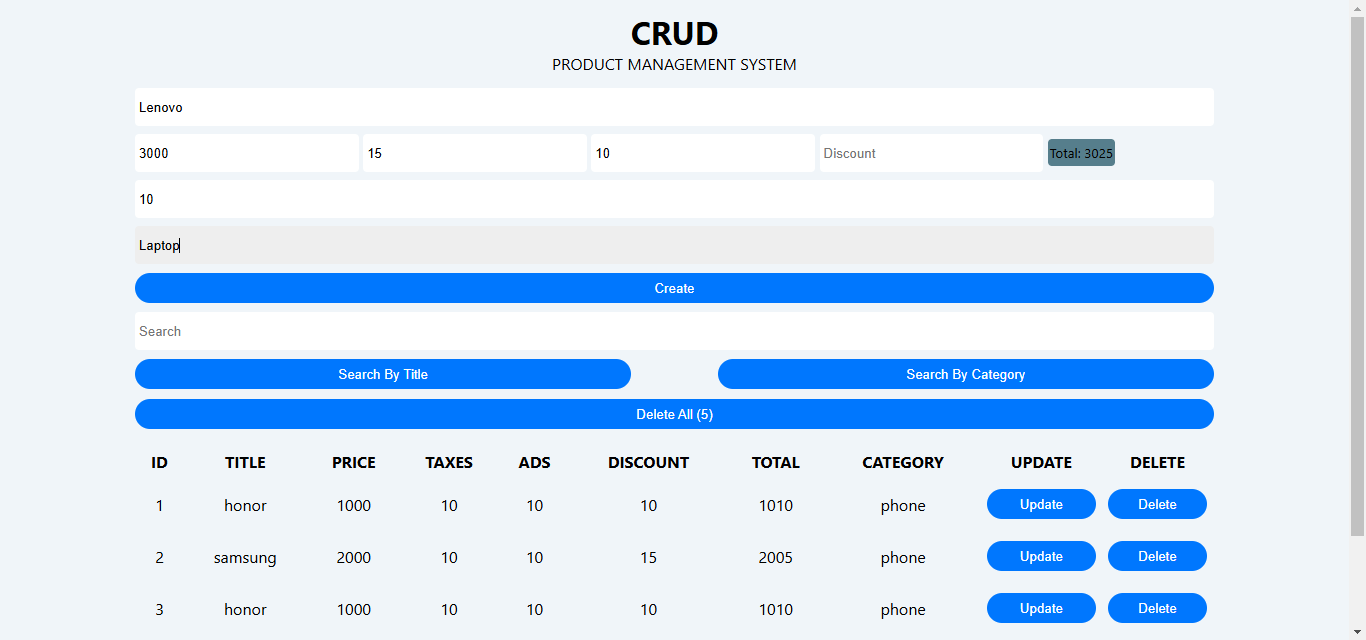 CRUD
PRODUCT MANAGEMENT SYSTEM
Lenovo
3000 15 10 Discount Total: 3025
10
Laptop
Create
Search
Search By Title Search By Category
Delete All (5)
ID TITLE PRICE TAXES ADS DISCOUNT TOTAL CATEGORY UPDATE DELETE
1 honor 1000 10 10 10 1010 phone Update Delete
2 samsung 2000 10 10 15 2005 phone Update Delete
3 honor 1000 10 10 10 1010 phone Update Delete